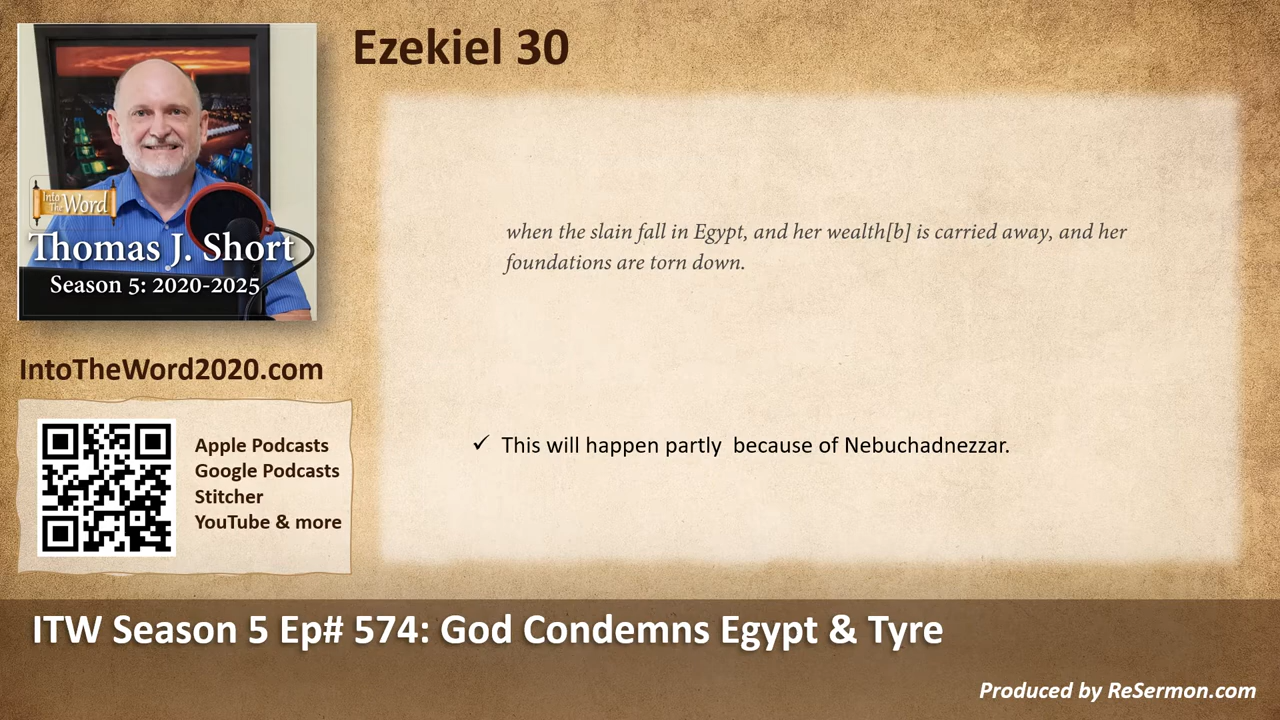 Ezekiel 30
when the slain fall in Egypt, and her wealth[b] is carried away, and her
foundations are torn down.
Into
The Word
Thomas J. Short
Season 5: 2020-2025
IntoTheWord2020.com
Apple Podcasts
Google Podcasts
Stitcher
YouTube & more
✓ This will happen partly  because of Nebuchadnezzar.
ITW Season 5 Ep# 574: God Condemns Egypt & Tyre
Produced by ReSermon.com